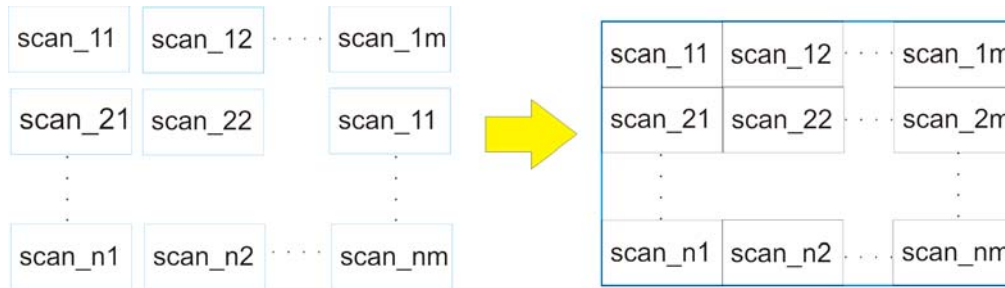 scan_11 scan_12 · · · · scan_1m
scan_21 scan_22 scan_11
scan_n1 scan_n2 · · · · scan_nm
scan_11 scan_12 · · · · scan_1m
scan_21 scan_22 · · · · scan_2m
scan_n1 scan_n2 · · · · scan_nm